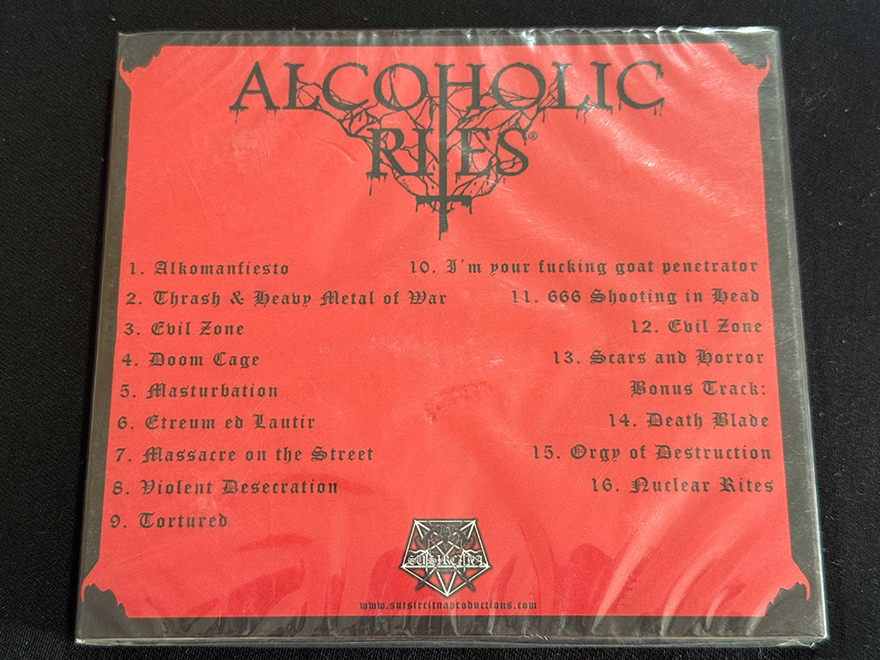 ALCOHOLIC
RITES®
1. Alkomanfiesto
2. Thrash & Heavy Metal of War
3. Evil Zone
4. Doom Cage
5. Masturbation
6. Etreum ed Lautir
7. Massacre on the Street
8. Violent Desecration
9. Tortured
10. I´m your fucking goat penetrator
11. 666 Shooting in Head
12. Evil Zone
13. Scars and Horror
Bonus Track:
14. Death Blade
15. Orgy of Destruction
16. Nuclear Rites
SUTSIRCITNA
www.sutsircitnaproductions.com